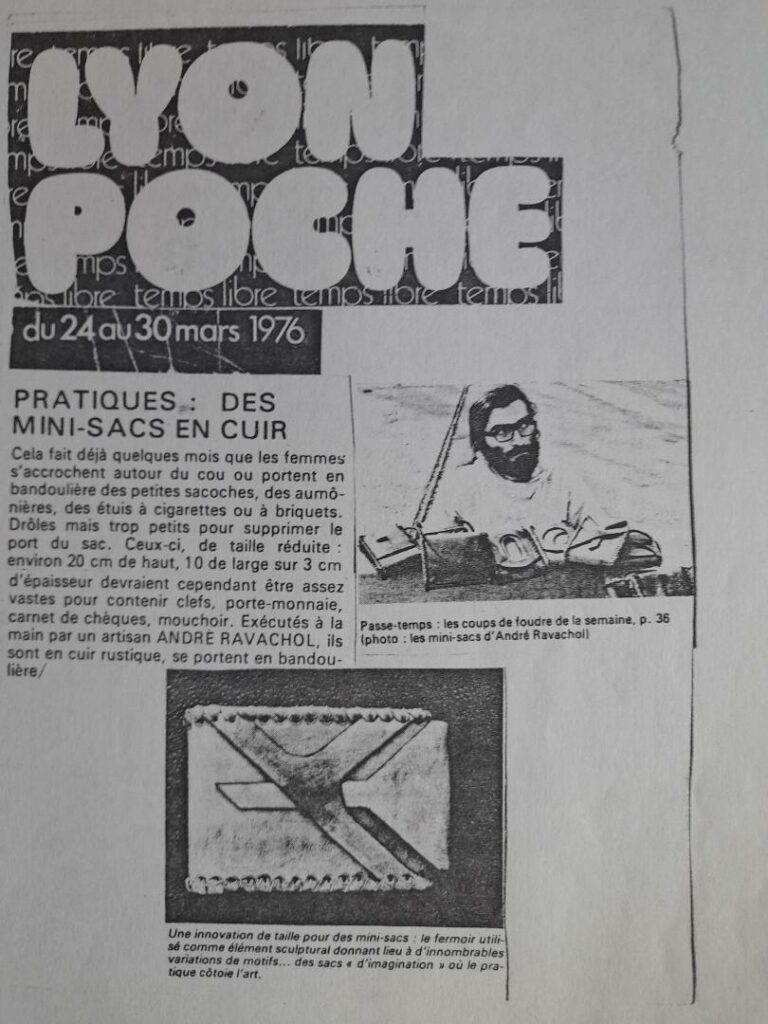 LYON
POCHE
du 24 au 30 mars 1976
PRATIQUES : DES
MINI-SACS EN CUIR
Cela fait déjà quelques mois que les femmes
s'accrochent autour du cou ou portent en
bandoulière des petites sacoches, des aumô-
nières, des étuis à cigarettes ou à briquets.
Drôles mais trop petits pour supprimer le
port du sac. Ceux-ci, de taille réduite :
environ 20 cm de haut, 10 de large sur 3 cm
d'épaisseur devraient cependant être assez
vastes pour contenir clefs, porte-monnaie,
carnet de chèques, mouchoir. Exécutés à la
main par un artisan ANDRÉ RAVACHOL, ils
sont en cuir rustique, se portent en bandou-
lière/
Passe-temps : les coups de foudre de la semaine, p. 36
(photo : les mini-sacs d'André Ravachol)
Une innovation de taille pour des mini-sacs : le fermoir utili-
sé comme élément sculptural donnant lieu à d'innombrables
variations de motifs... des sacs « d'imagination » où le pra-
tique côtoie l'art.